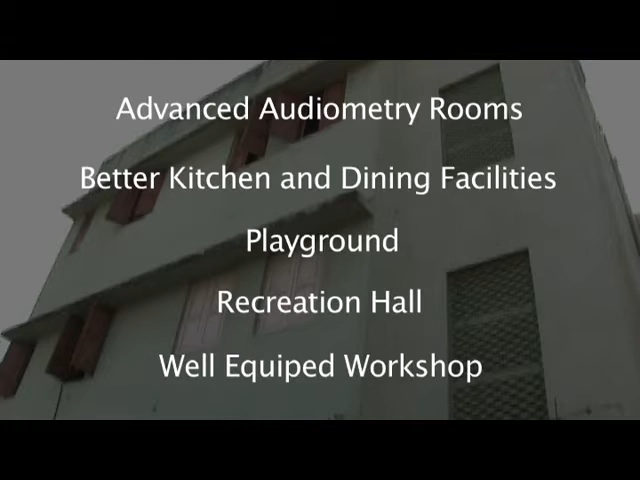 Advanced Audiometry Rooms
Better Kitchen and Dining Facilities
Playground
Recreation Hall
Well Equiped Workshop